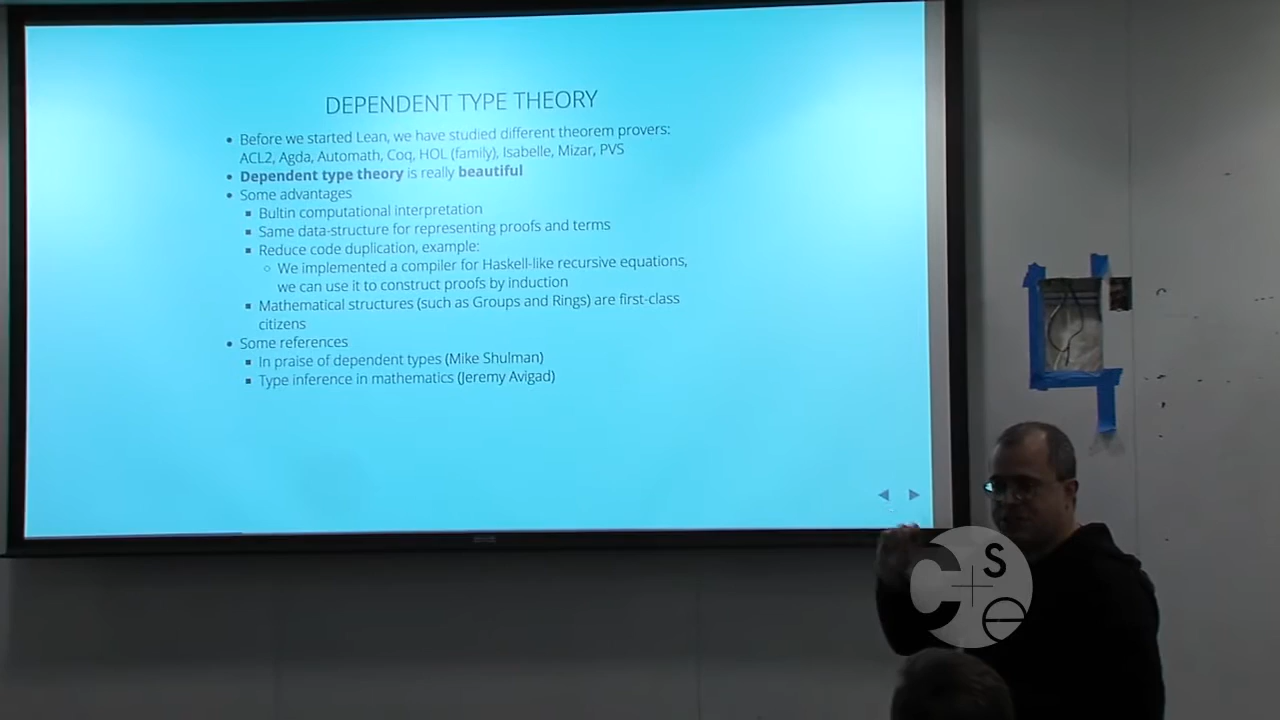 DEPENDENT TYPE THEORY
Before we started Lean, we have studied different theorem provers:
ACL2, Agda, Automath, Coq, HOL (family), Isabelle, Mizar, PVS
Dependent type theory is really beautiful
Some advantages
Bultin computational interpretation
Same data-structure for representing proofs and terms
Reduce code duplication, example:
We implemented a compiler for Haskell-like recursive equations,
we can use it to construct proofs by induction
Mathematical structures (such as Groups and Rings) are first-class
citizens
Some references
In praise of dependent types (Mike Shulman)
Type inference in mathematics (Jeremy Avigad)
C+se